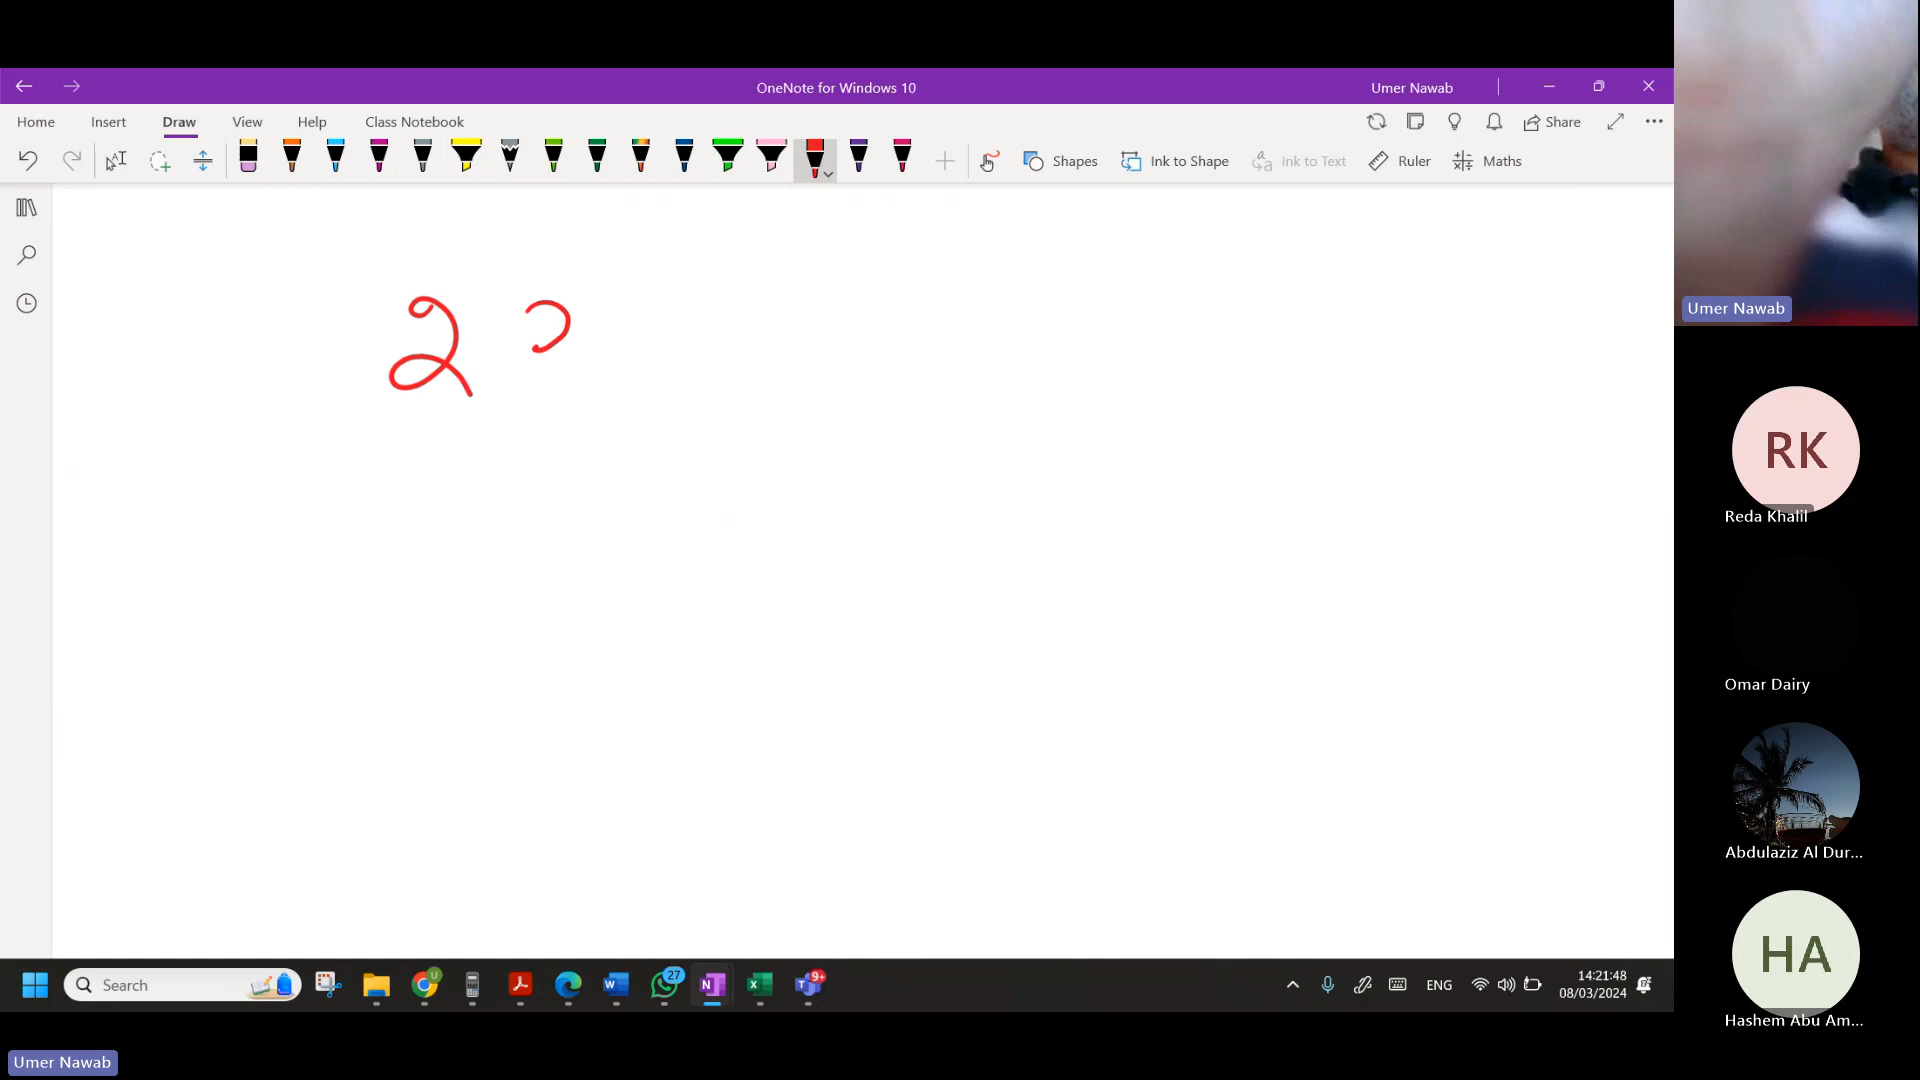 OneNote for Windows 10
Umer Nawab
Home Insert Draw View Help Class Notebook
Share
Shapes Ink to Shape Ink to Text Ruler Maths
2
Umer Nawab
RK
Reda Khalil
Omar Dairy
Abdulaziz Al Dur...
HA
Hashem Abu Am...
Search
27
9+
ENG
14:21:48
08/03/2024
Umer Nawab